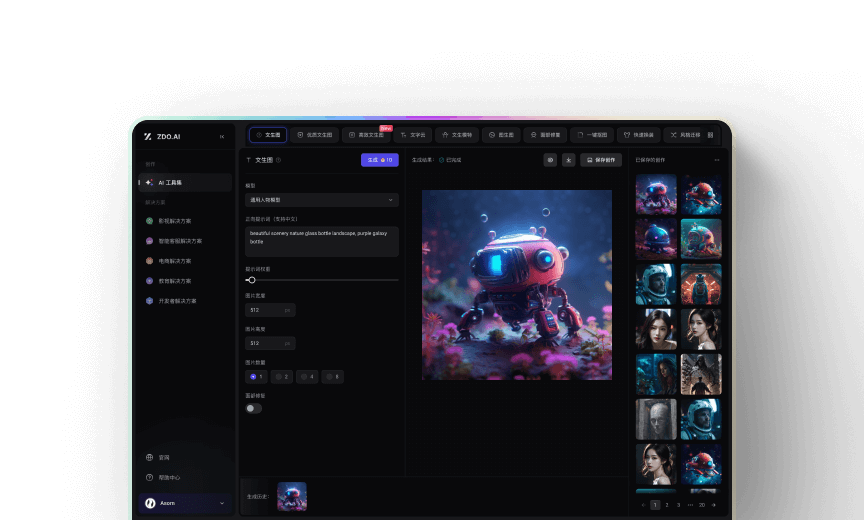 ZDO.AI
创作
AI 工具集
解决方案
影视解决方案
智能客服解决方案
电商解决方案
教育解决方案
开发者解决方案
官网
帮助中心
Axom
文生图
优质文生图
高效文生图
New
文字云
文生模特
图生图
面部修复
一键抠图
快速换装
风格迁移
文生图
生成 10
模型
通用人物模型
正向提示词（支持中文）
beautiful scenery nature glass bottle landscape, purple galaxy
bottle
提示词权重
图片宽度
512 px
图片高度
512 px
图片数量
1 2 4 8
面部修复
生成结果： 已完成
保存创作
已保存的创作
生成历史：
1 2 3 ··· 20